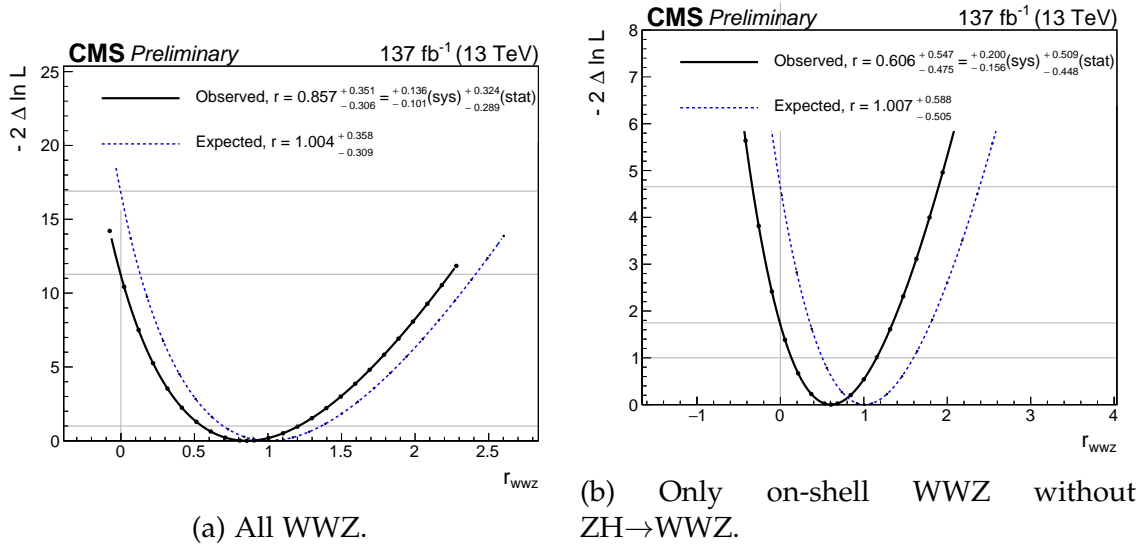 CMS Preliminary 137 fb-1 (13 TeV)
- 2 Δ ln L
25
20
15
10
5
0
Observed, r = 0.857 +0.351 −0.306 = +0.136 −0.101 (sys) +0.324 −0.289 (stat)
Expected, r = 1.004 +0.358 −0.309
0 0.5 1 1.5 2 2.5
rWWZ
(a) All WWZ.
CMS Preliminary 137 fb-1 (13 TeV)
- 2 Δ ln L
8
7
6
5
4
3
2
1
0
Observed, r = 0.606 +0.547 −0.475 = +0.200 −0.156 (sys) +0.509 −0.448 (stat)
Expected, r = 1.007 +0.588 −0.505
−1 0 1 2 3 4
rWWZ
(b) Only on-shell WWZ without
ZH→WWZ.